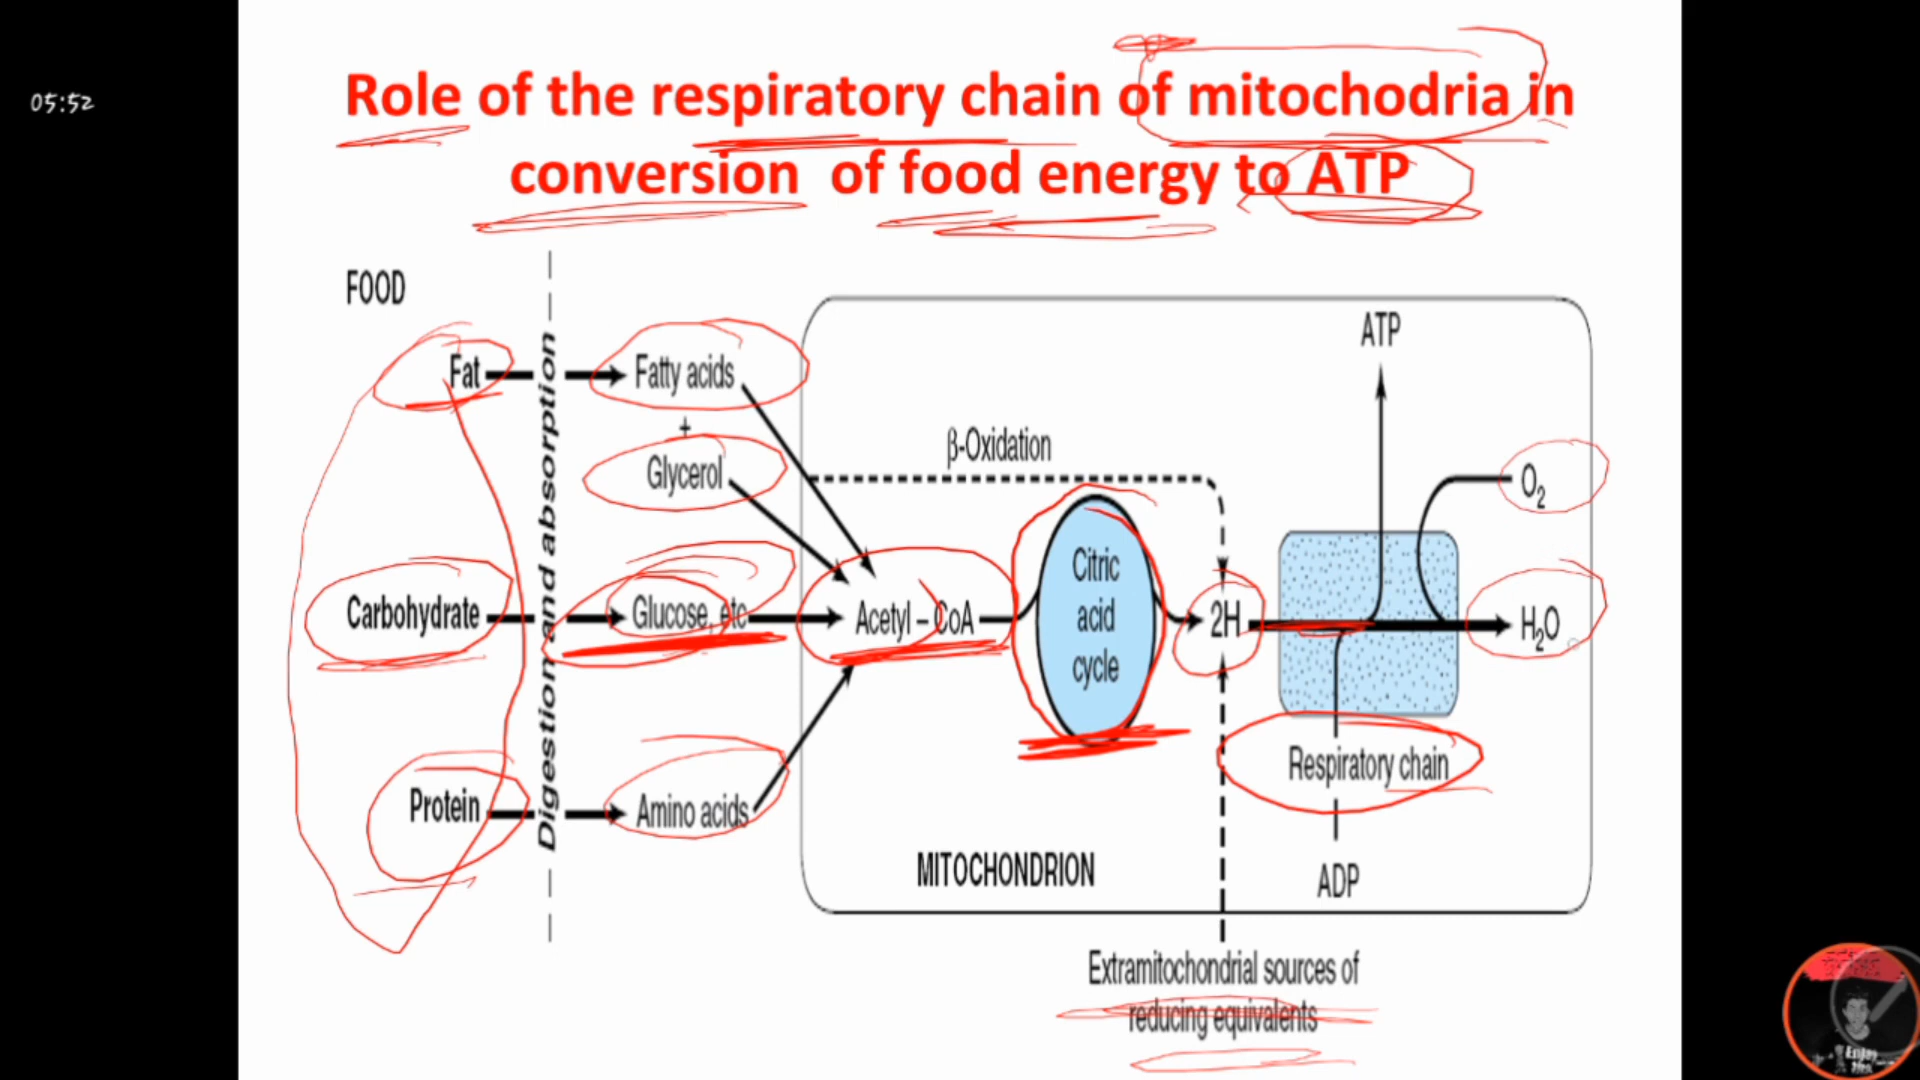 05:52
Role of the respiratory chain of mitochodria in
conversion of food energy to ATP
FOOD
ATP
Fat
Fatty acids
+
β-Oxidation
Glycerol
O2
Digestion and absorption
Citric
acid
cycle
Carbohydrate
Glucose, etc
Acetyl – CoA
2H
H2O
Respiratory chain
Protein
Amino acids
MITOCHONDRION
ADP
Extramitochondrial sources of
reducing equivalents
Enjoy